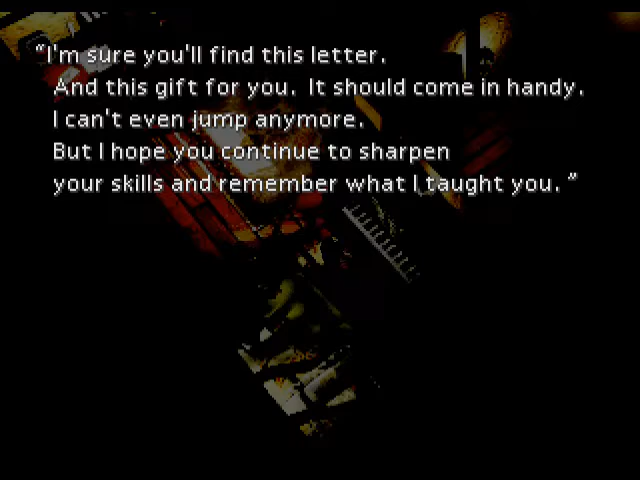 “I'm sure you'll find this letter.
And this gift for you. It should come in handy.
I can't even jump anymore.
But I hope you continue to sharpen
your skills and remember what I taught you. ”